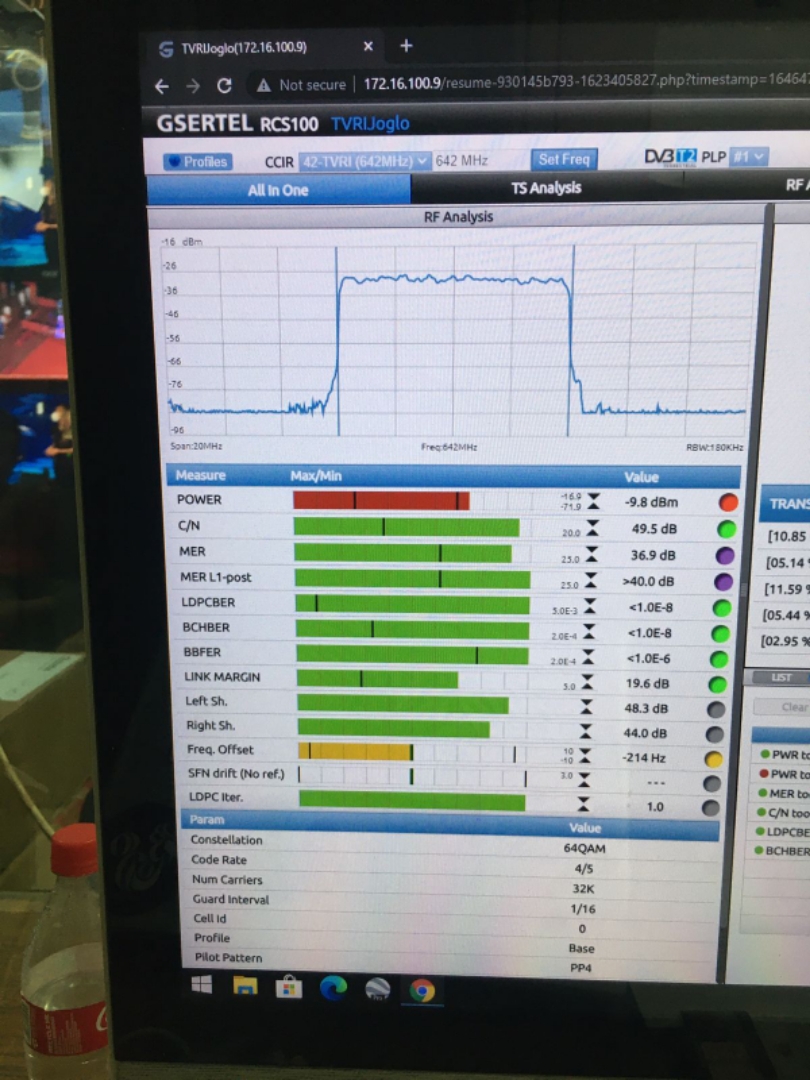 TVRIJoglo(172.16.100.9)
Not secure 172.16.100.9/resume-930145b793-1623405827.php?timestamp=16464
GSERTEL RCS100 TVRIJoglo
Profiles CCIR 42-TVRI (642MHz) 642 MHz Set Freq DVB T2 PLP #1
All In One TS Analysis RF
RF Analysis
-16 dBm
-26
-36
-46
-56
-66
-76
-96
Span:20MHz Freq:642MHz RBW:180KHz
Measure Max/Min Value
POWER -16.9 -71.9 -9.8 dBm
C/N 20.0 49.5 dB
MER 25.0 36.9 dB
MER L1-post 25.0 >40.0 dB
LDPCBER 5.0E-3 <1.0E-8
BCHBER 2.0E-4 <1.0E-8
BBFER 2.0E-4 <1.0E-6
LINK MARGIN 3.0 19.6 dB
Left Sh. 48.3 dB
Right Sh. 44.0 dB
Freq. Offset 10 -10 -214 Hz
SFN drift (No ref.) 3.0 ---
LDPC Iter. 1.0
Param Value
Constellation 64QAM
Code Rate 4/5
Num Carriers 32K
Guard Interval 1/16
Cell Id 0
Profile Base
Pilot Pattern PP4
TRANS
[10.85
[05.14 %
[11.59 %
[05.44 %
[02.95 %
LIST
Clear
PWR to
PWR to
MER to
C/N too
LDPCBE
BCHBER